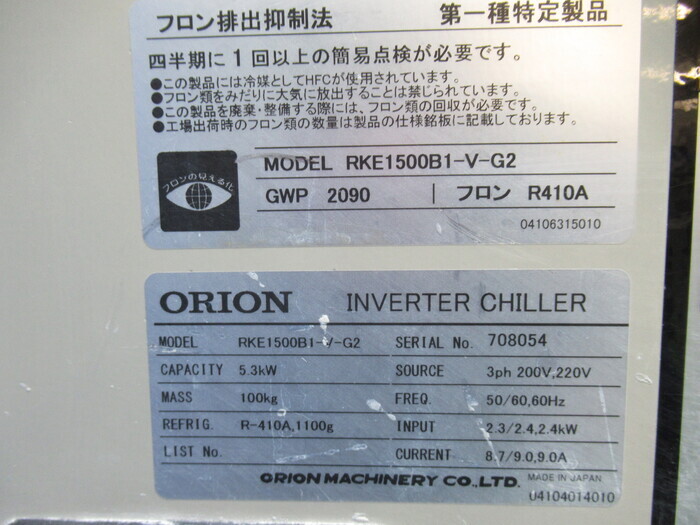 フロン排出抑制法 第一種特定製品
四半期に1回以上の簡易点検が必要です。
●この製品には冷媒としてHFCが使用されています。
●フロン類をみだりに大気に放出することは禁じられています。
●この製品を廃棄・整備する際には、フロン類の回収が必要です。
●工場出荷時のフロン類の数量は製品の仕様銘板に記載しております。
フロンの見える化
MODEL RKE1500B1-V-G2
GWP 2090 フロン R410A
04106315010
ORION INVERTER CHILLER
MODEL RKE1500B1-V-G2 SERIAL No. 708054
CAPACITY 5.3kW SOURCE 3ph 200V,220V
MASS 100kg FREQ. 50/60,60Hz
REFRIG. R-410A,1100g INPUT 2.3/2.4,2.4kW
LIST No. CURRENT 8.7/9.0,9.0A
ORION MACHINERY CO.,LTD. MADE IN JAPAN
U4104014010